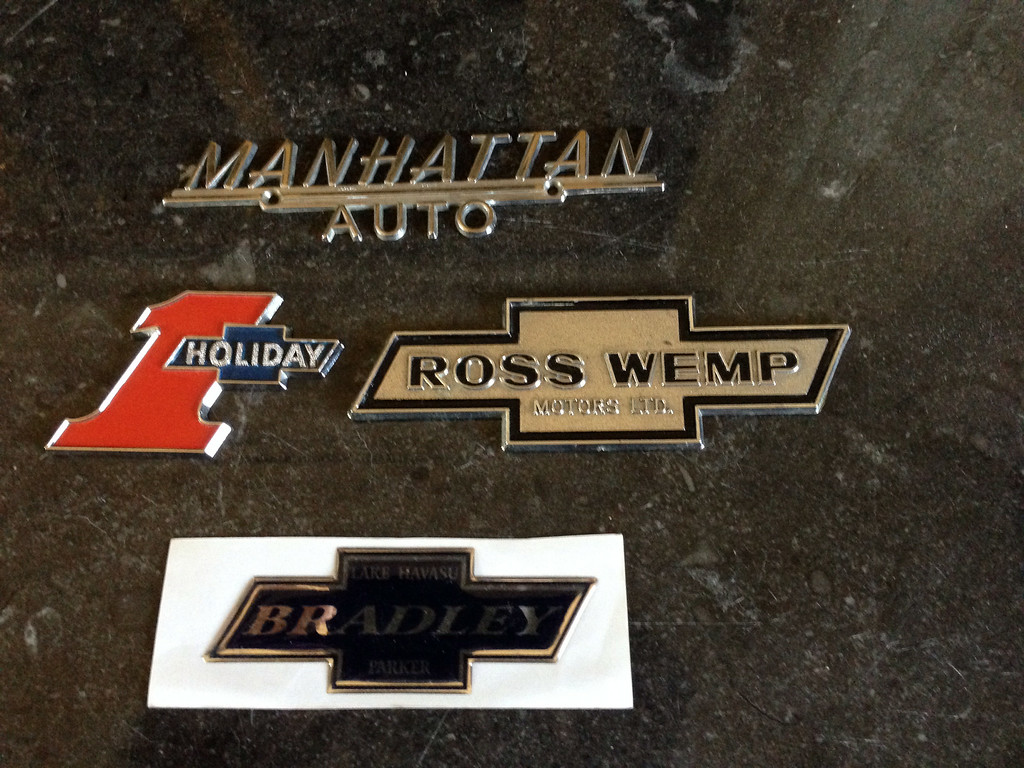 MANHATTAN
AUTO
1
HOLIDAY
ROSS WEMP
MOTORS LTD.
LAKE HAVASU
BRADLEY
PARKER